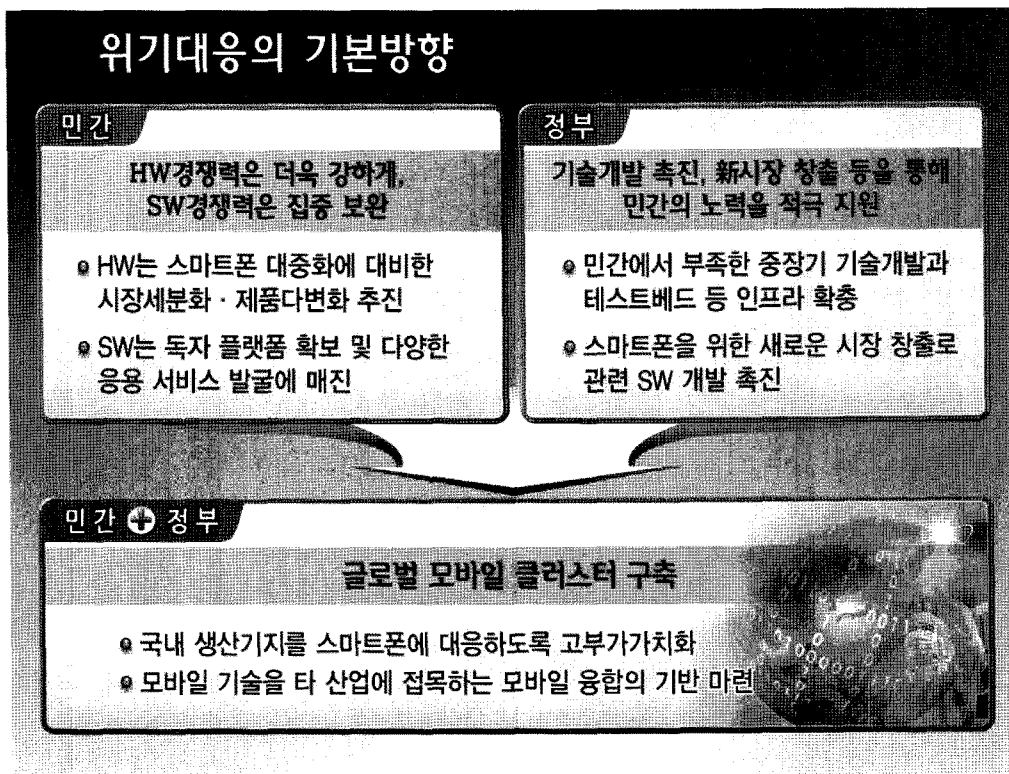 위기대응의 기본방향
민간
HW경쟁력은 더욱 강하게,
SW경쟁력은 집중 보완
● HW는 스마트폰 대중화에 대비한
시장세분화 · 제품다변화 추진
● SW는 독자 플랫폼 확보 및 다양한
응용 서비스 발굴에 매진
정부
기술개발 촉진, 新시장 창출 등을 통해
민간의 노력을 적극 지원
● 민간에서 부족한 중장기 기술개발과
테스트베드 등 인프라 확충
● 스마트폰을 위한 새로운 시장 창출로
관련 SW 개발 촉진
민간 + 정부
글로벌 모바일 클러스터 구축
● 국내 생산기지를 스마트폰에 대응하도록 고부가가치화
● 모바일 기술을 타 산업에 접목하는 모바일 융합의 기반 마련